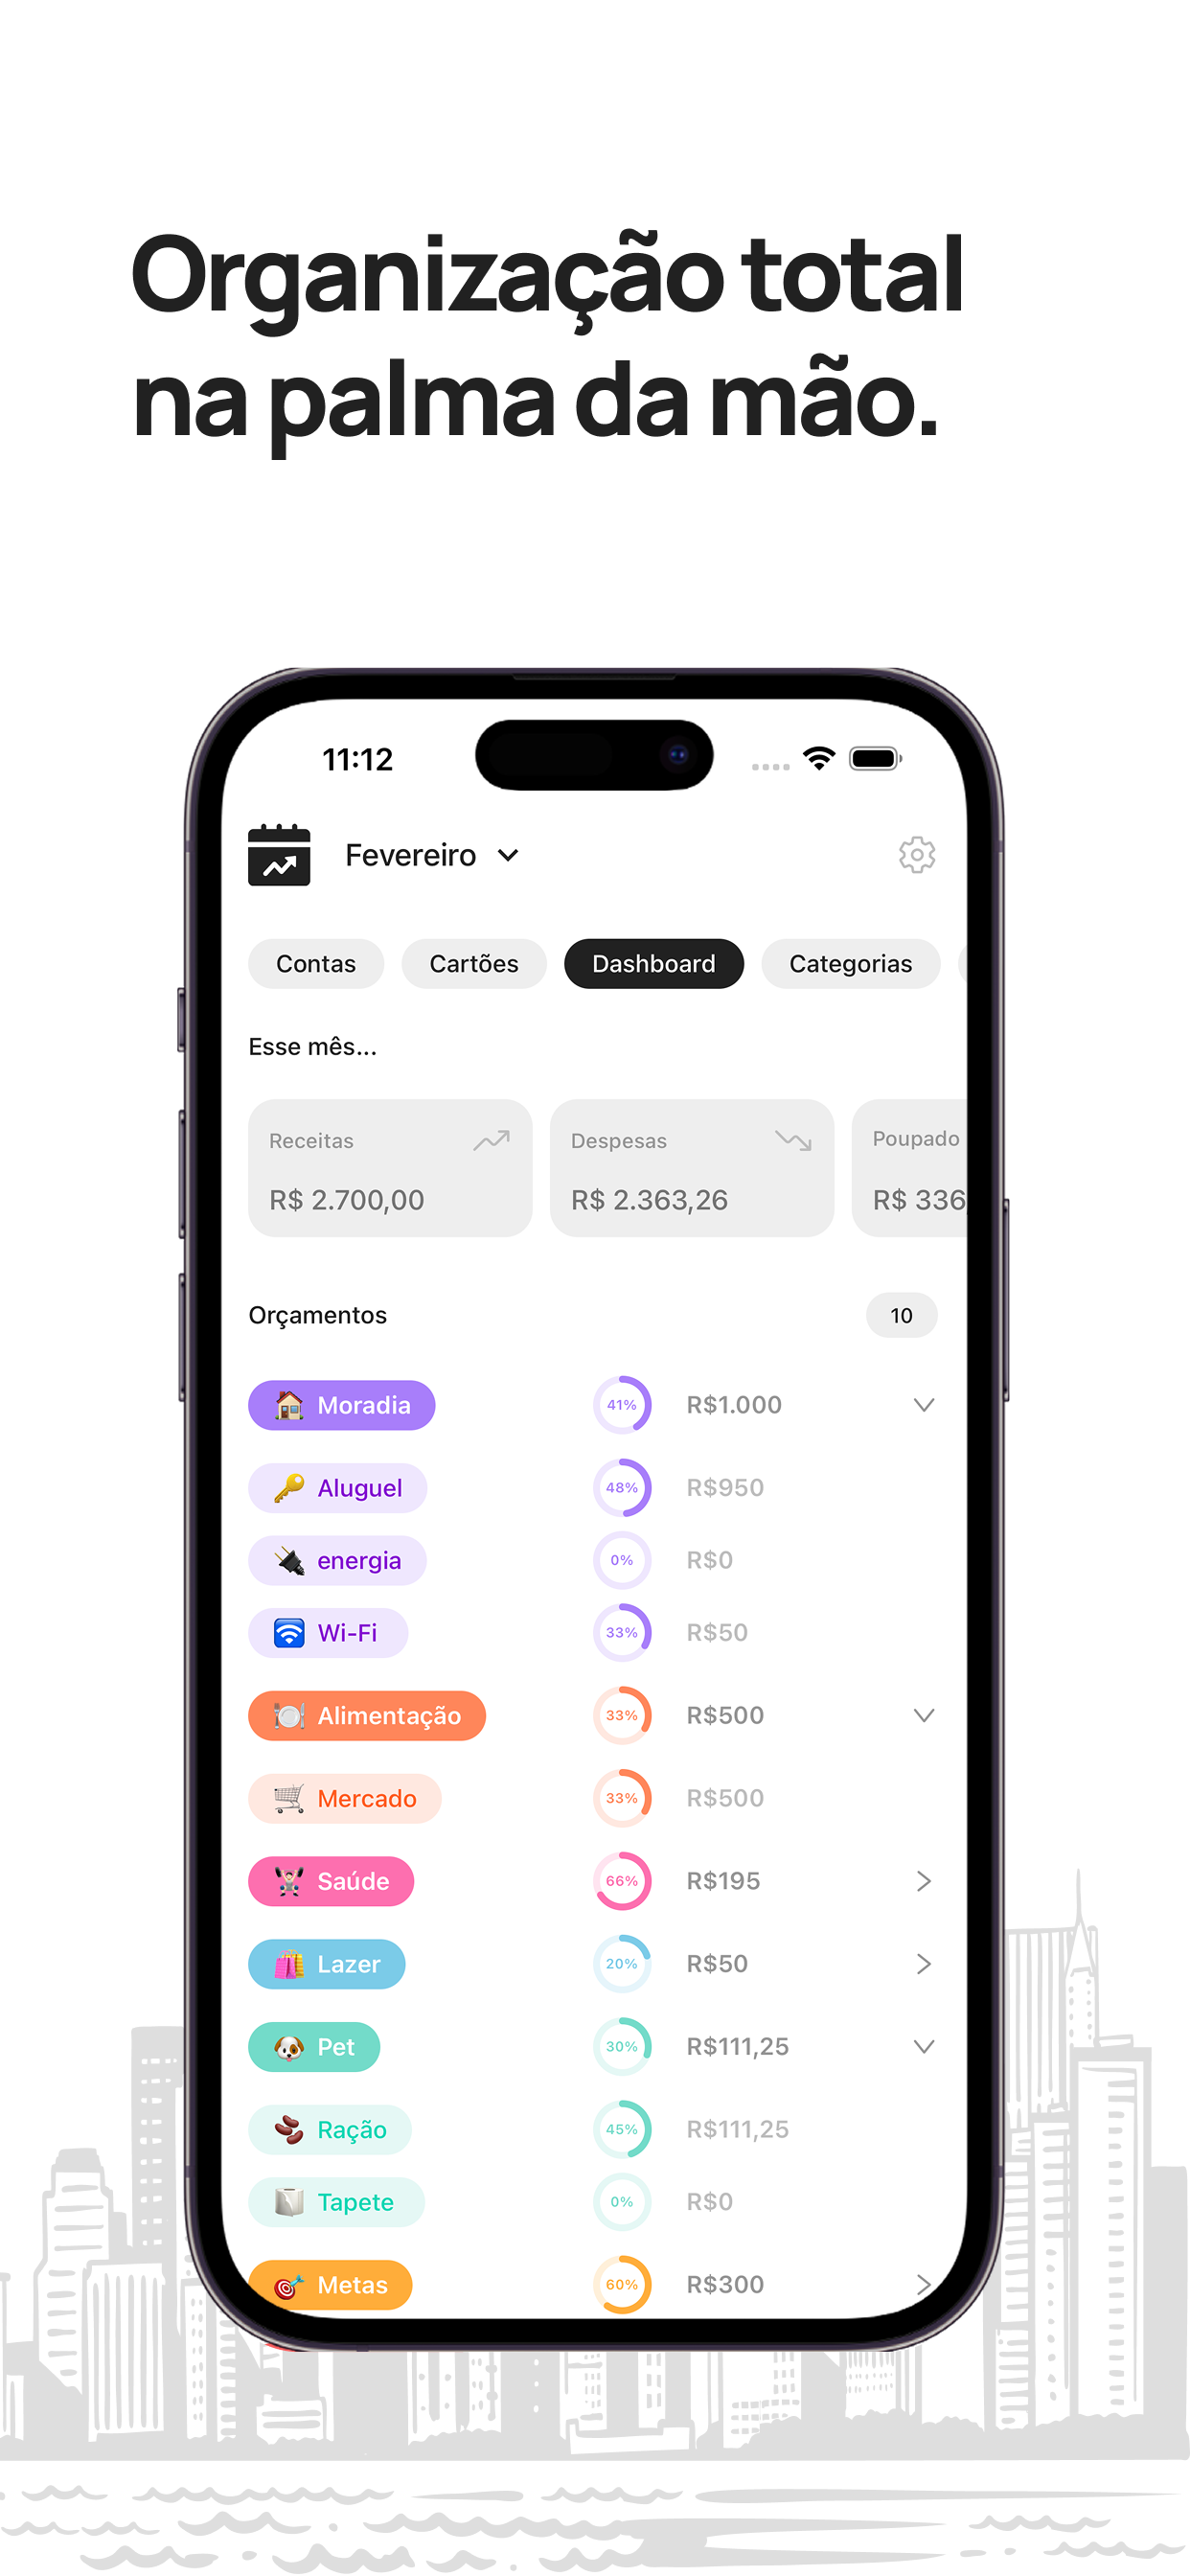 Organização total
na palma da mão.
11:12
Fevereiro
Contas Cartões Dashboard Categorias
Esse mês...
Receitas Despesas Poupado
R$ 2.700,00 R$ 2.363,26 R$ 336
Orçamentos 10
Moradia 41% R$1.000
Aluguel 48% R$950
energia 0% R$0
Wi-Fi 33% R$50
Alimentação 33% R$500
Mercado 33% R$500
Saúde 66% R$195
Lazer 20% R$50
Pet 30% R$111,25
Ração 45% R$111,25
Tapete 0% R$0
Metas 60% R$300